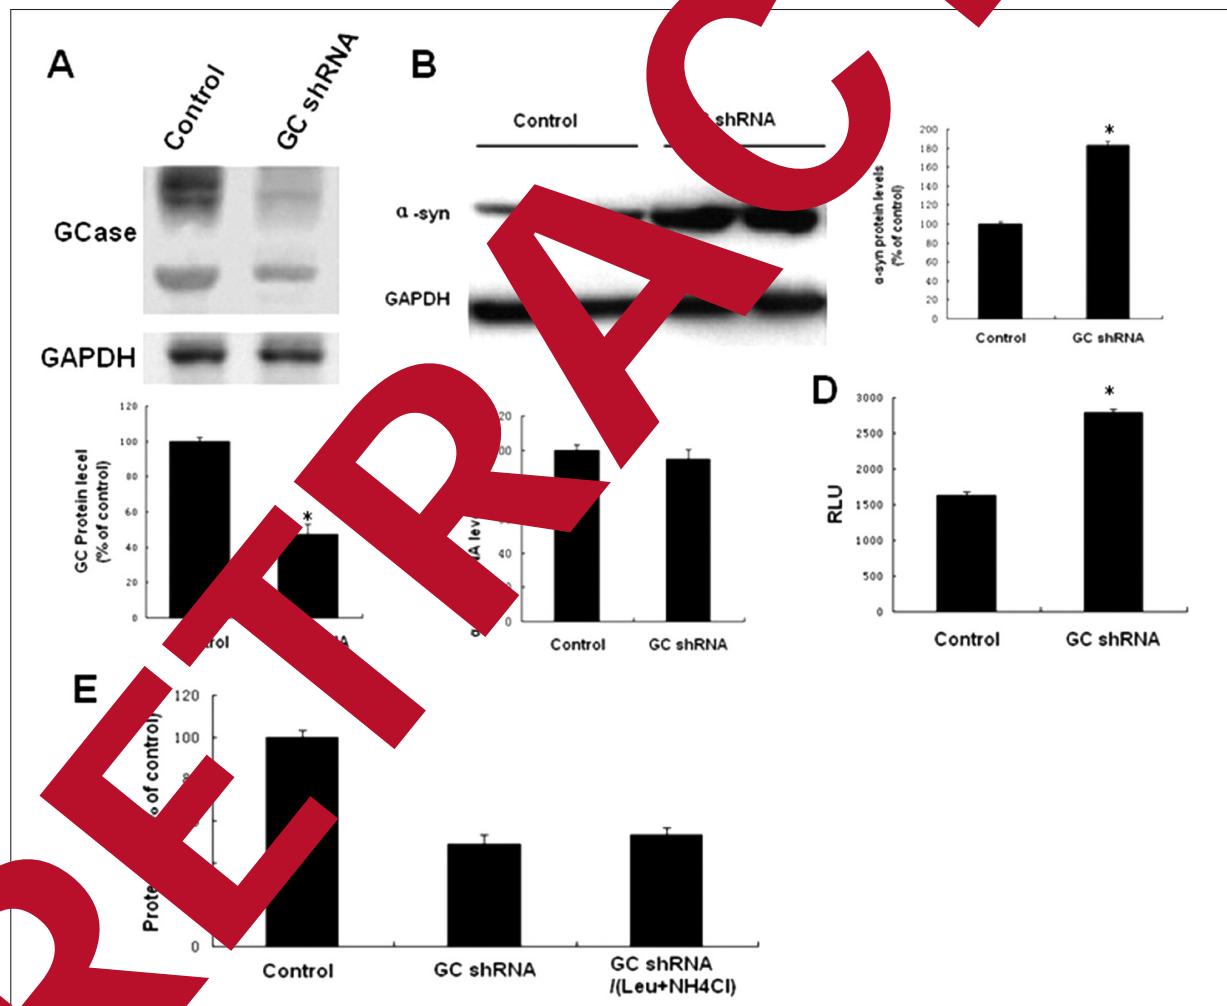 A
Control
GC shRNA
GCase
GAPDH
GC Protein lecel
(% of control)
120
100
80
60
40
20
0
B
Control
shRNA
α -syn
GAPDH
α-syn protein levels
(% of control)
200
180
160
140
120
100
80
60
40
20
0
*
Control
GC shRNA
*
40
0
Control
GC shRNA
D
RLU
3000
2500
2000
1500
1000
500
0
*
Control
GC shRNA
E
% of control)
120
100
0
Control
GC shRNA
GC shRNA
/(Leu+NH4Cl)
RETRAC